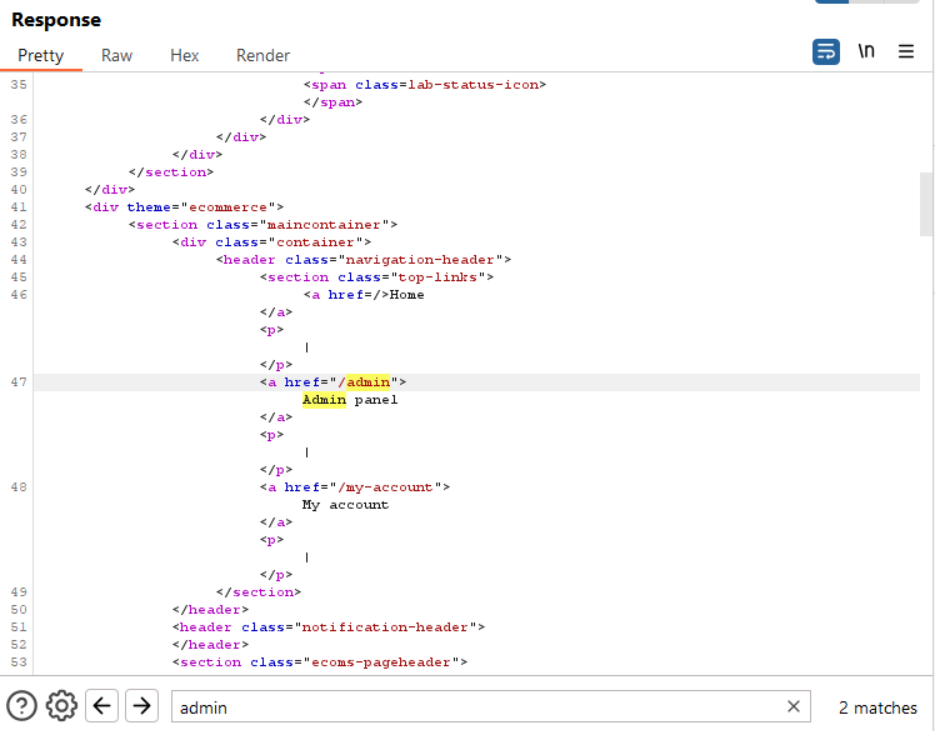 Response
Pretty Raw Hex Render \n
35 <span class=lab-status-icon>
</span>
36 </div>
37 </div>
38 </div>
39 </section>
40 </div>
41 <div theme="ecommerce">
42 <section class="maincontainer">
43 <div class="container">
44 <header class="navigation-header">
45 <section class="top-links">
46 <a href=/>Home
</a>
<p>
|
</p>
47 <a href="/admin">
Admin panel
</a>
<p>
|
</p>
48 <a href="/my-account">
My account
</a>
<p>
|
</p>
49 </section>
50 </header>
51 <header class="notification-header">
52 </header>
53 <section class="ecoms-pageheader">
admin 2 matches